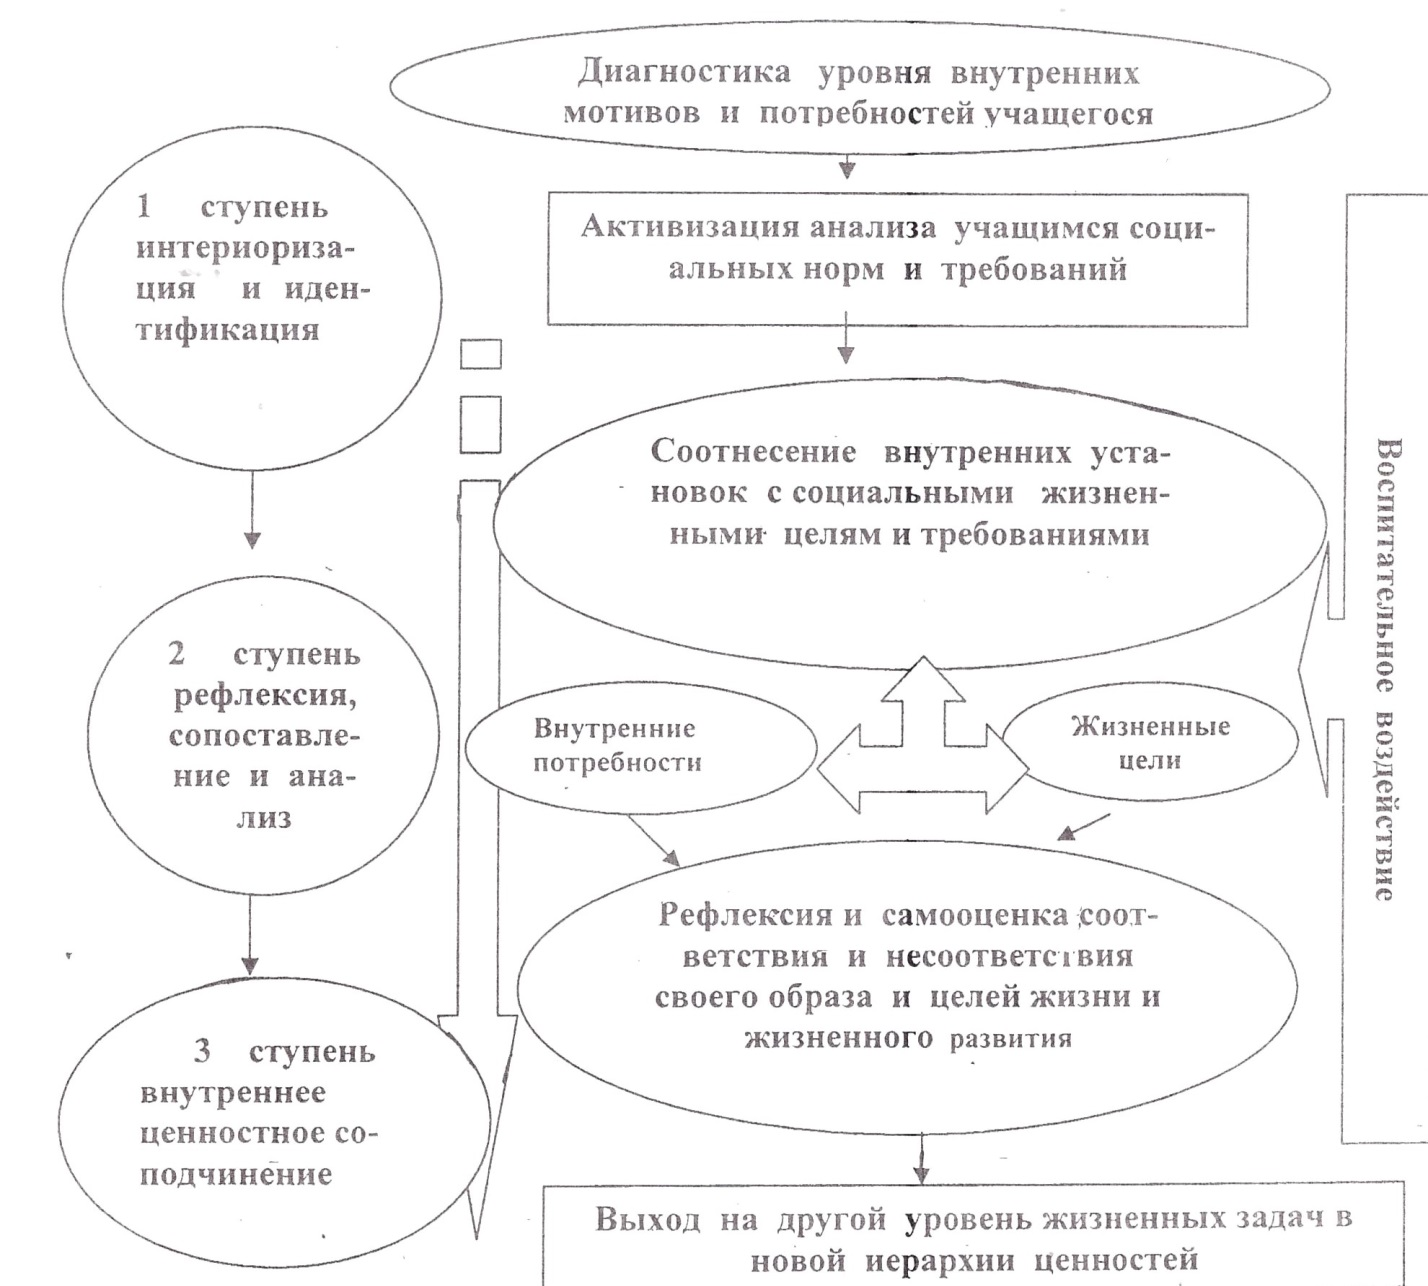 Диагностика уровня внутренних
мотивов и потребностей учащегося
1 ступень
интериориза-
ция и иден-
тификация
Активизация анализа учащимся соци-
альных норм и требований
Соотнесение внутренних уста-
новок с социальными жизнен-
ными целям и требованиями
Воспитательное воздействие
2 ступень
рефлексия,
сопоставле-
ние и ана-
лиз
Внутренние
потребности
Жизненные
цели
Рефлексия и самооценка соот-
ветствия и несоответствия
своего образа и целей жизни и
жизненного развития
3 ступень
внутреннее
ценностное со-
подчинение
Выход на другой уровень жизненных задач в
новой иерархии ценностей